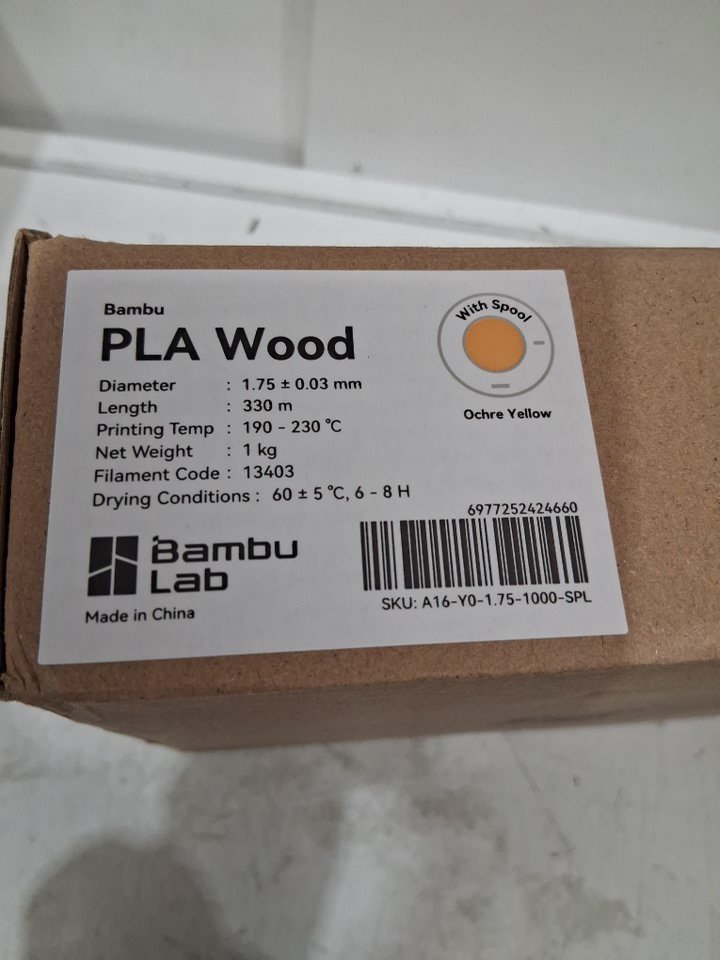 Bambu
PLA Wood
Diameter : 1.75 ± 0.03 mm
Length : 330 m
Printing Temp : 190 - 230 °C
Net Weight : 1 kg
Filament Code : 13403
Drying Conditions : 60 ± 5 °C, 6 - 8 H
With Spool
Ochre Yellow
Bambu
Lab
Made in China
6977252424660
SKU: A16-Y0-1.75-1000-SPL